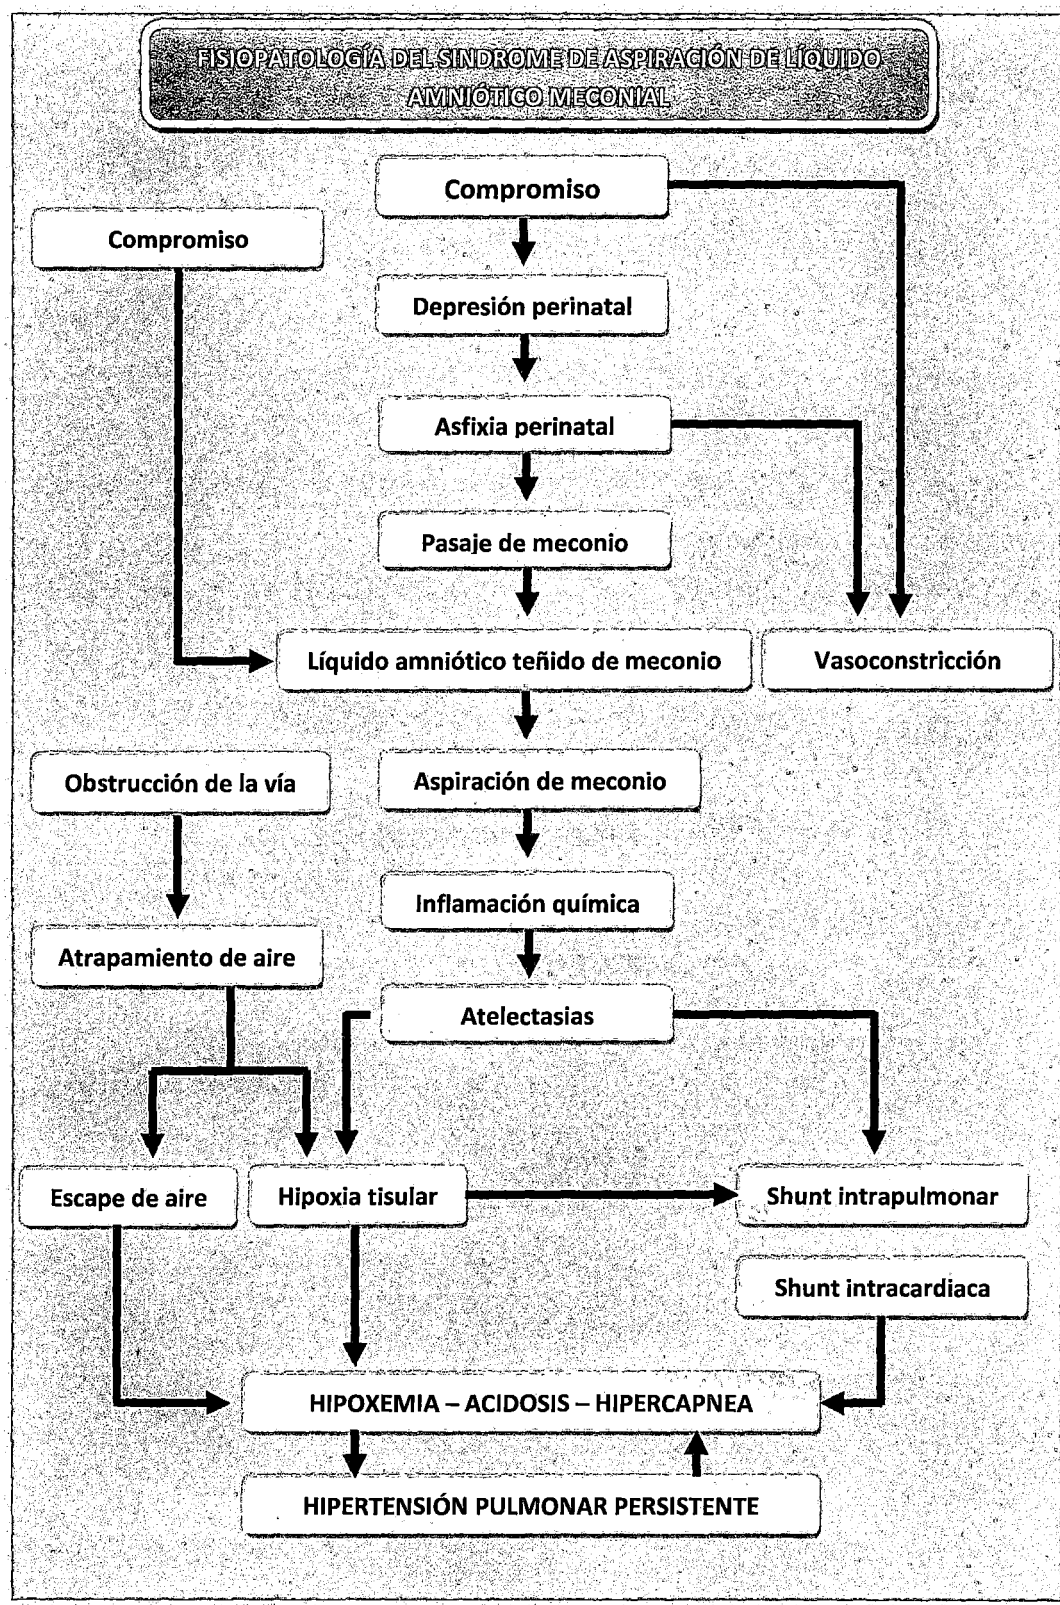 FISIOPATOLOGÍA DEL SINDROME DE ASPIRACIÓN DE LÍQUIDO
AMNIÓTICO MECONIAL
Compromiso
Compromiso
Depresión perinatal
Asfixia perinatal
Pasaje de meconio
Líquido amniótico teñido de meconio
Vasoconstricción
Obstrucción de la vía
Aspiración de meconio
Inflamación química
Atrapamiento de aire
Atelectasias
Escape de aire
Hipoxia tisular
Shunt intrapulmonar
Shunt intracardiaca
HIPOXEMIA – ACIDOSIS – HIPERCAPNEA
HIPERTENSIÓN PULMONAR PERSISTENTE